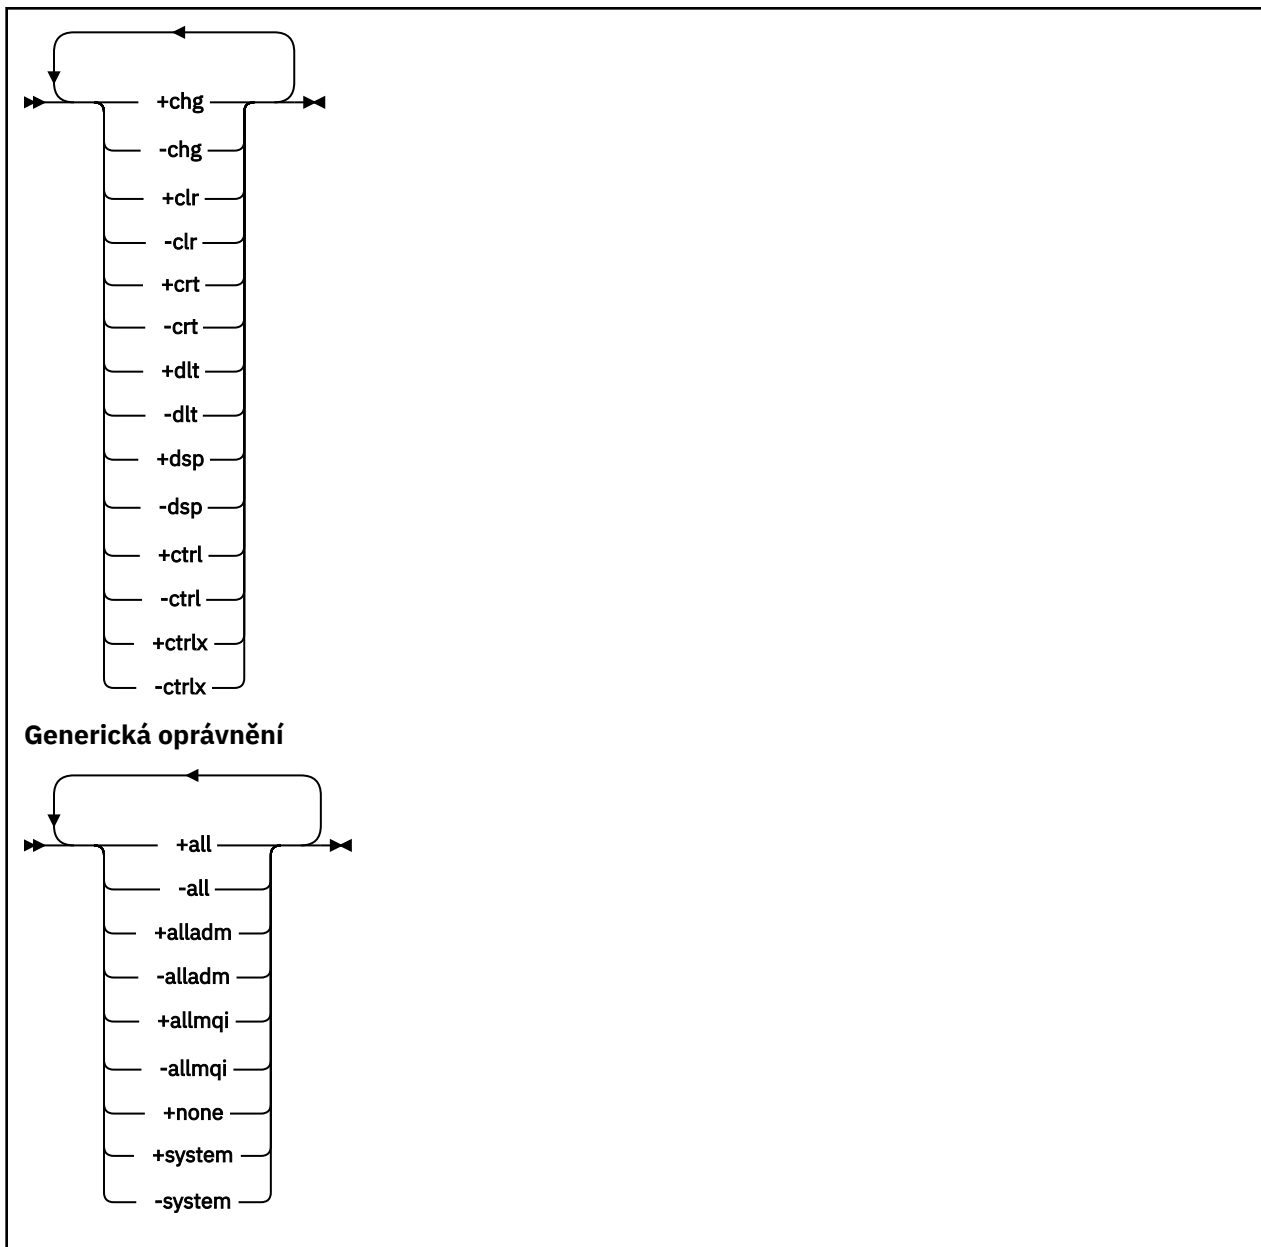 +chg
-chg
+clr
-clr
+crt
-crt
+dlt
-dlt
+dsp
-dsp
+ctrl
-ctrl
+ctrlx
-ctrlx
Generická oprávnění
+all
-all
+alladm
-alladm
+allmqi
-allmqi
+none
+system
-system